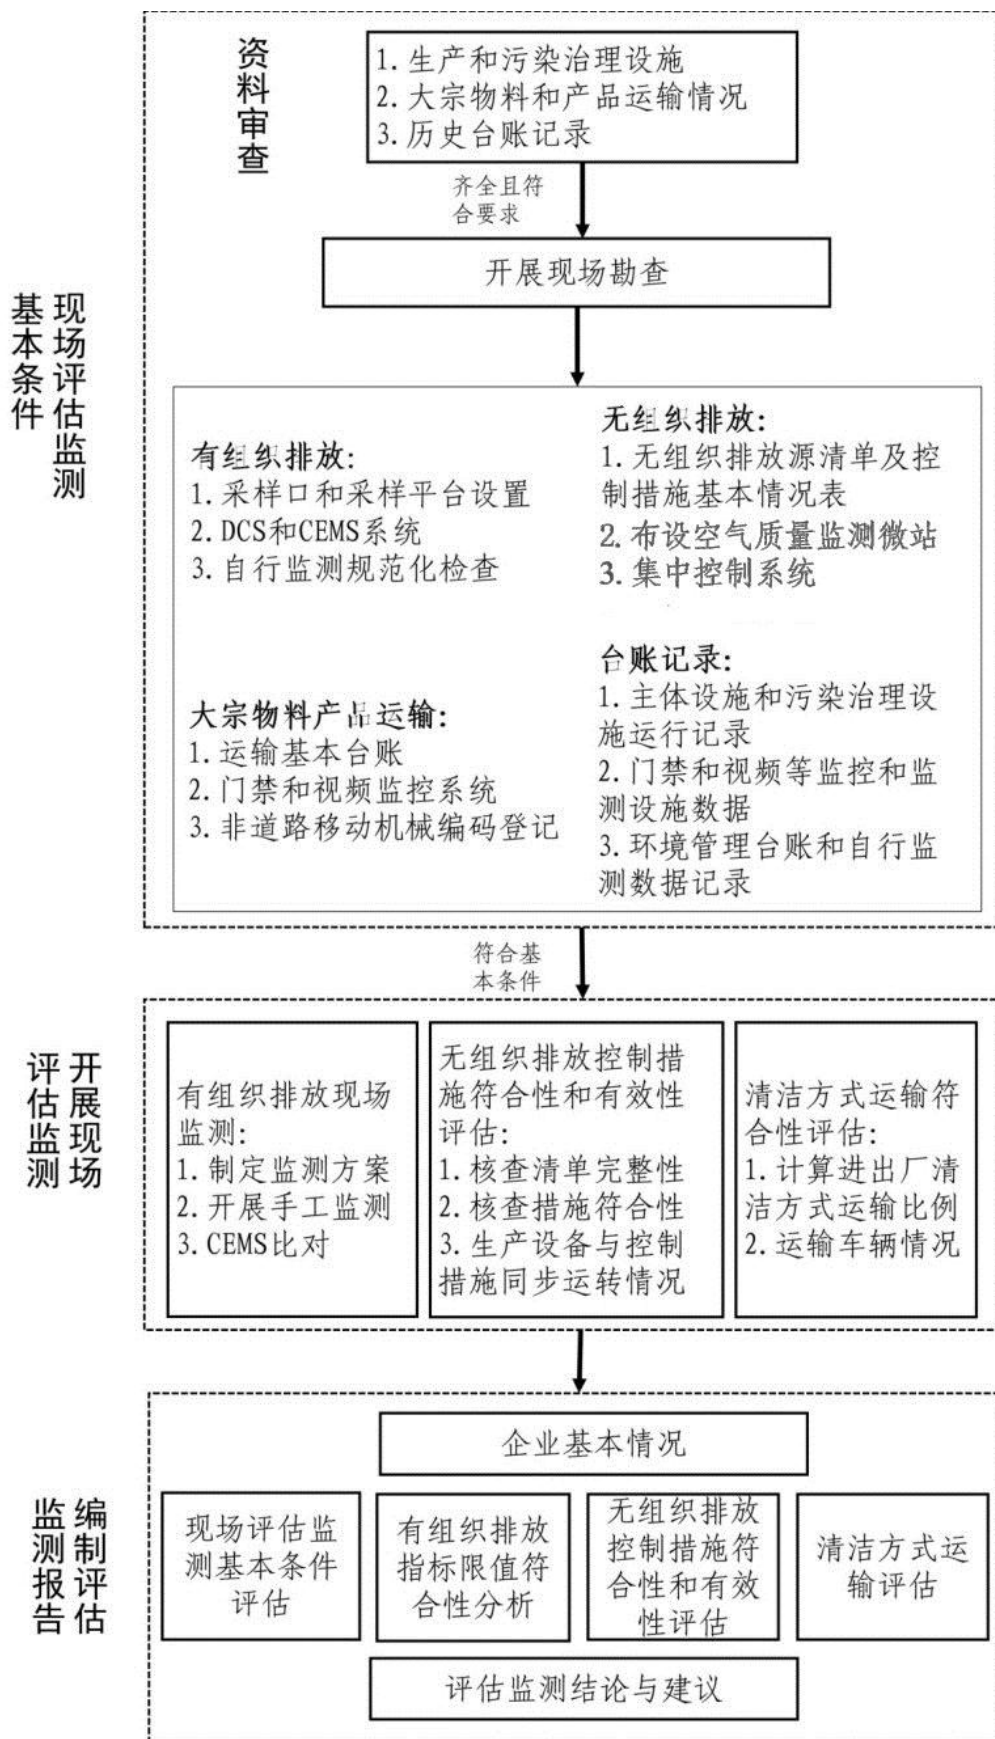 资料审查
1. 生产和污染治理设施
2. 大宗物料和产品运输情况
3. 历史台账记录
齐全且符
合要求
开展现场勘查
现场评估监测
基本条件
有组织排放:
1. 采样口和采样平台设置
2. DCS和CEMS系统
3. 自行监测规范化检查
无组织排放:
1. 无组织排放源清单及控
制措施基本情况表
2. 布设空气质量监测微站
3. 集中控制系统
大宗物料产品运输:
1. 运输基本台账
2. 门禁和视频监控系统
3. 非道路移动机械编码登记
台账记录:
1. 主体设施和污染治理设
施运行记录
2. 门禁和视频等监控和监
测设施数据
3. 环境管理台账和自行监
测数据记录
符合基
本条件
开展现场
评估监测
有组织排放现场
监测:
1. 制定监测方案
2. 开展手工监测
3. CEMS比对
无组织排放控制措
施符合性和有效性
评估:
1. 核查清单完整性
2. 核查措施符合性
3. 生产设备与控制
措施同步运转情况
清洁方式运输符
合性评估:
1. 计算进出厂清
洁方式运输比例
2. 运输车辆情况
编制评估
监测报告
企业基本情况
现场评估监
测基本条件
评估
有组织排放
指标限值符
合性分析
无组织排放
控制措施符
合性和有效
性评估
清洁方式运
输评估
评估监测结论与建议